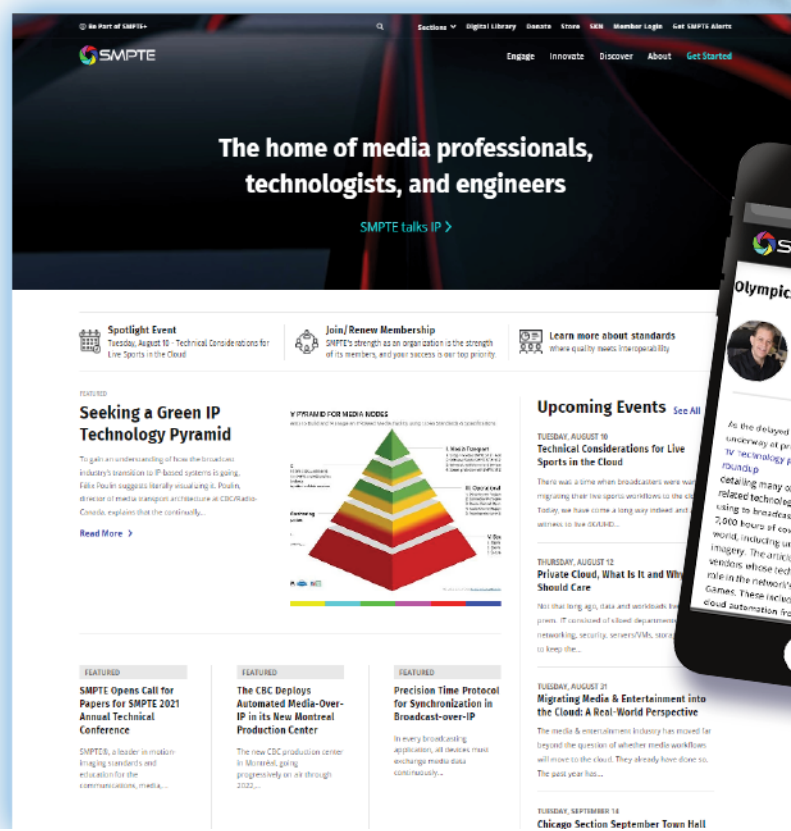 Be Part of SMPTE+
Sections
Digital Library
Donate
Store
SKN
Member Login
Get SMPTE Alerts
SMPTE
Engage
Innovate
Discover
About
Get Started
The home of media professionals,
technologists, and engineers
SMPTE talks IP >
Spotlight Event
Tuesday, August 10 - Technical Considerations for
Live Sports in the Cloud
Join/Renew Membership
SMPTE's strength as an organization is the strength
of its members, and your success is our top priority
Learn more about standards
where quality meets interoperability
FEATURED
Seeking a Green IP
Technology Pyramid
To gain an understanding of how the broadcast
industry's transition to IP-based systems is going,
Félix Poulin suggests literally visualizing it. Poulin,
director of media transport architecture at CBC/Radio-
Canada, explains that the continually...
Read More >
Y PYRAMID FOR MEDIA NODES
Upcoming Events
See All
TUESDAY, AUGUST 10
Technical Considerations for Live
Sports in the Cloud
There was a time when broadcasters were
migrating their live sports workflows to the
Today, we have come a long way indeed and
witness to live
THURSDAY, AUGUST 12
Private Cloud, What Is It and Why
Should Care
Not that long ago, data and workloads
prem. IT consisted of siloed departments
networking, security, servers/VMs,
to keep the...
TUESDAY, AUGUST 31
Migrating Media & Entertainment into
the Cloud: A Real-World Perspective
The media & entertainment industry has moved far
beyond the question of whether media workflows
will move to the cloud. They already have done so.
The past year has...
TUESDAY, SEPTEMBER 14
Chicago Section September Town Hall
FEATURED
SMPTE Opens Call for
Papers for SMPTE 2021
Annual Technical
Conference
SMPTE®, a leader in motion-
imaging standards and
education for the
communications, media,...
FEATURED
The CBC Deploys
Automated Media-Over-
IP in its New Montreal
Production Center
The new CBC production center
in Montréal, going
progressively on air through
2022,...
FEATURED
Precision Time Protocol
for Synchronization in
Broadcast-over-IP
In every broadcasting
application, all devices must
exchange media data
continuously...
S
Olympic
As the delayed
underway at
TV Technology
roundup
detailing many
related
using to broadcast
7,000 hours of
world, including
imagery. The
vendors whose
role in the network's
Games. These
cloud automation